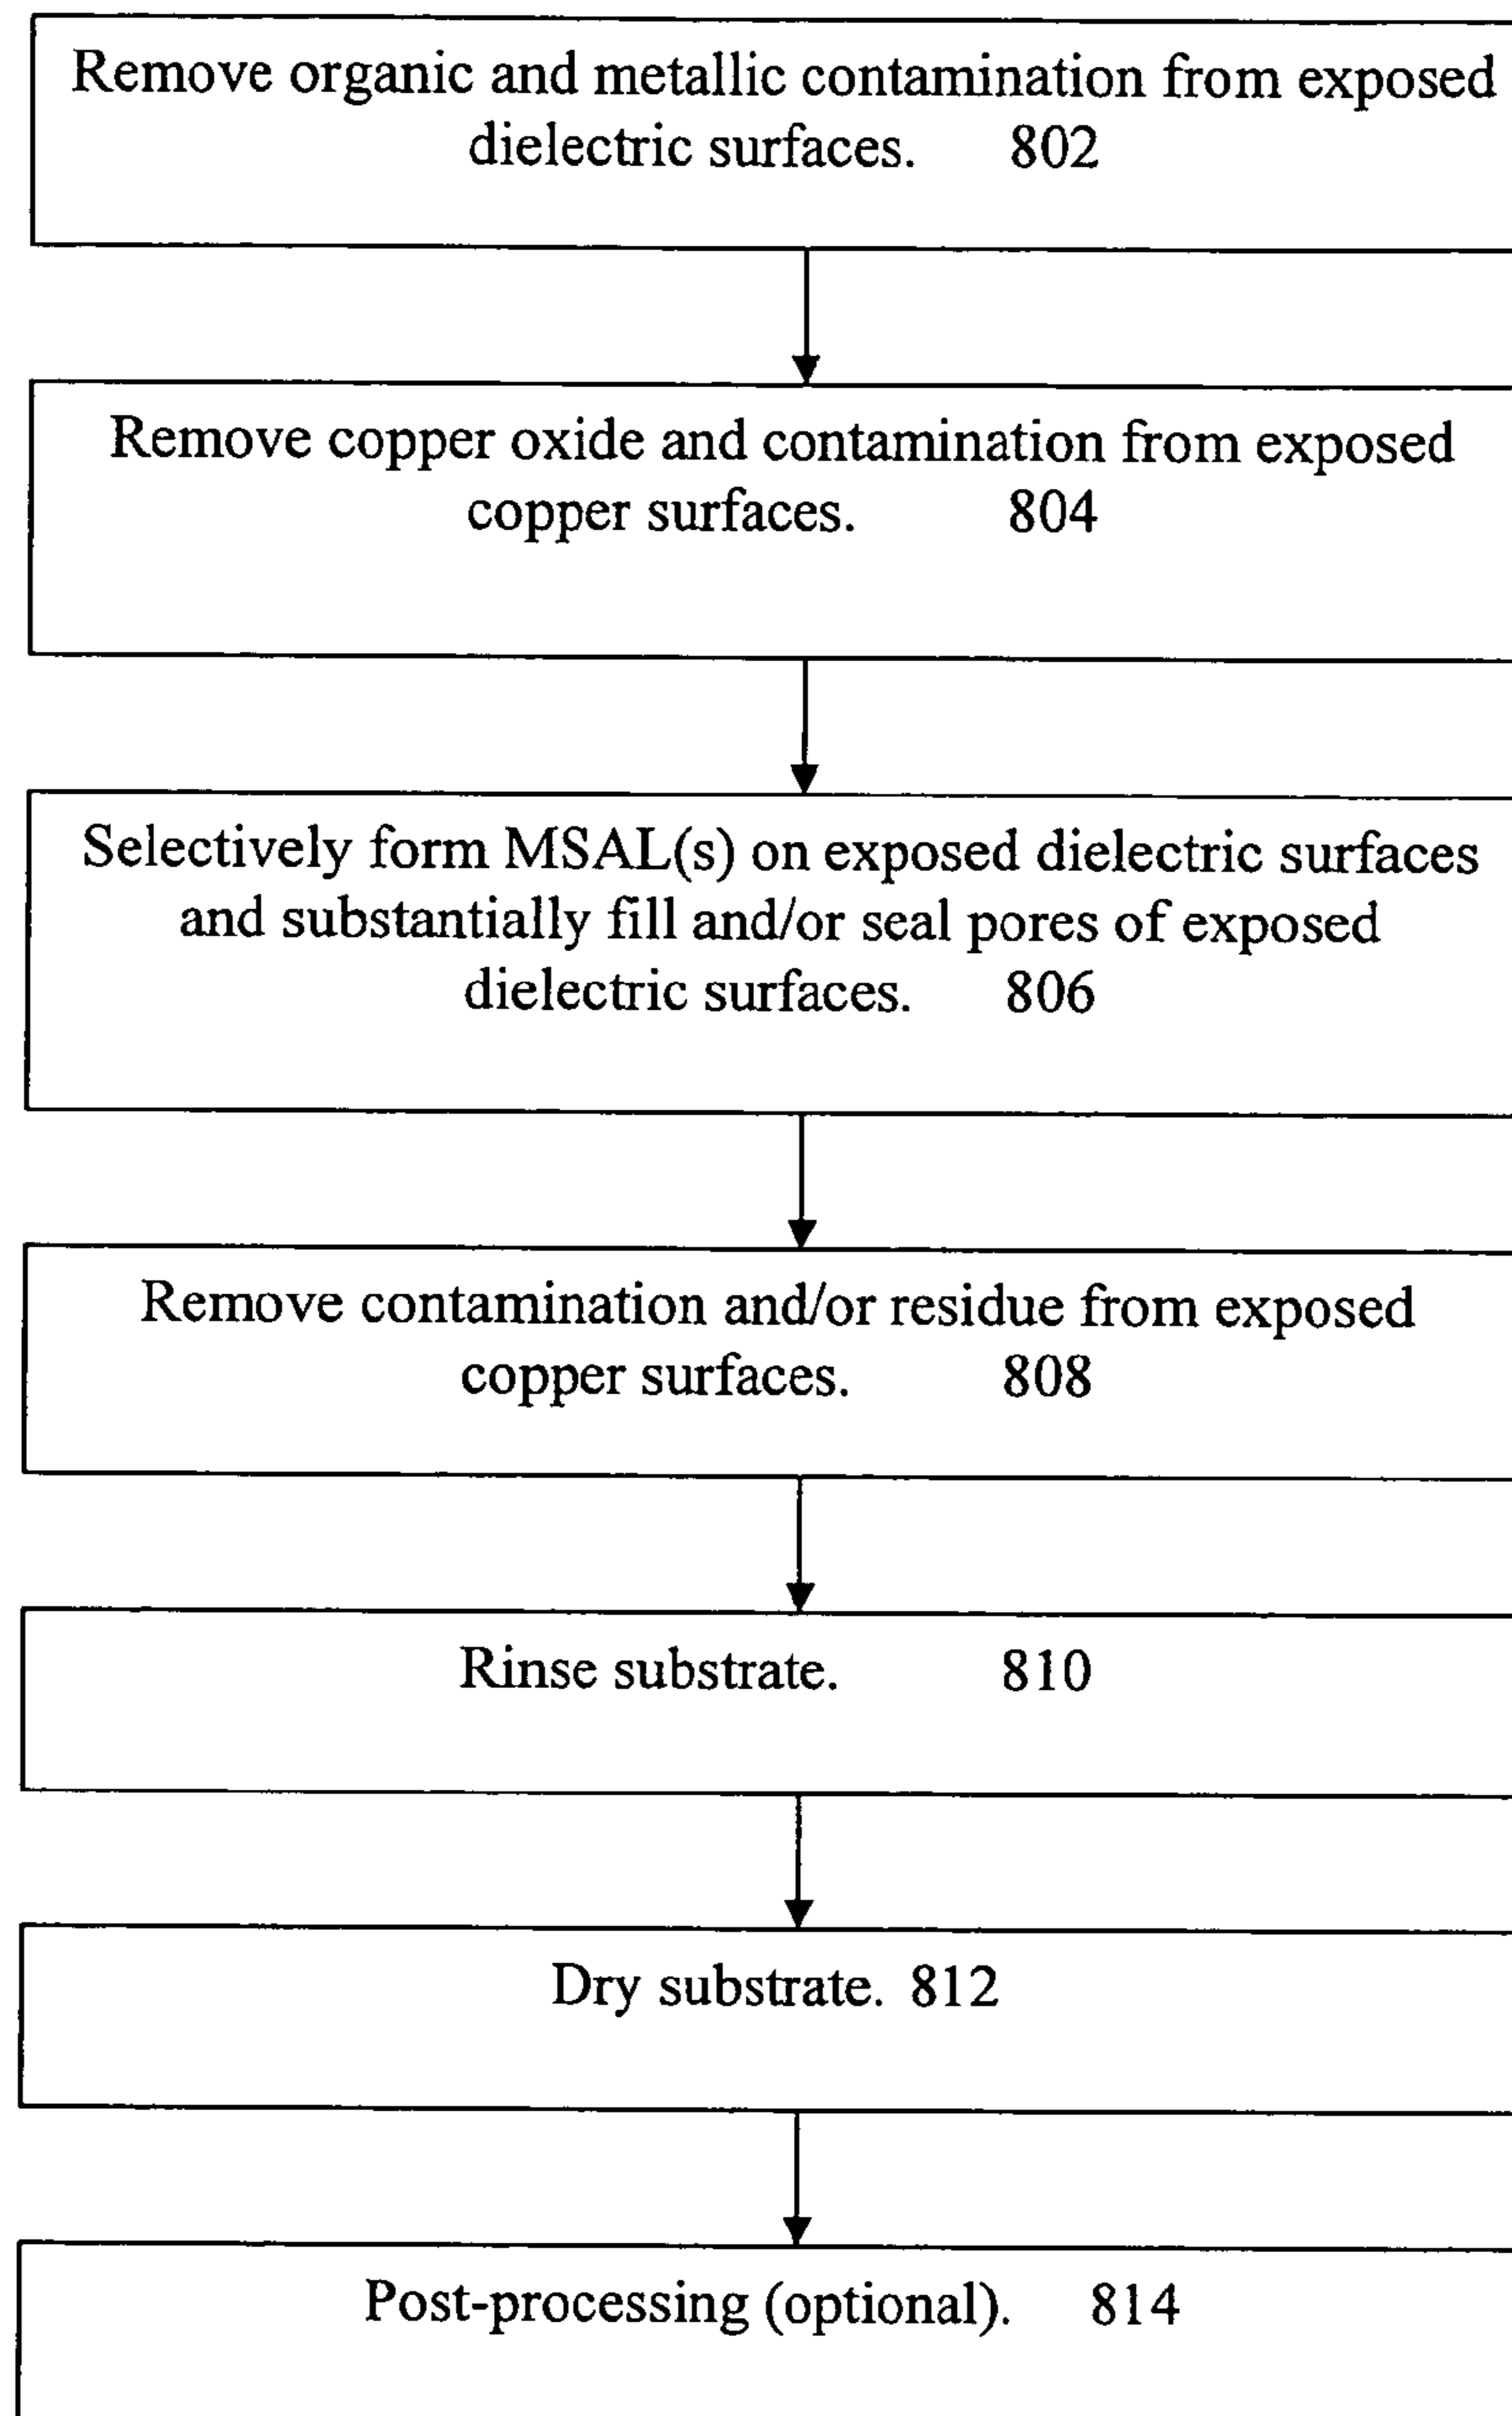 Remove organic and metallic contamination from exposed
dielectric surfaces. 802
Remove copper oxide and contamination from exposed
copper surfaces. 804
Selectively form MSAL(s) on exposed dielectric surfaces
and substantially fill and/or seal pores of exposed
dielectric surfaces. 806
Remove contamination and/or residue from exposed
copper surfaces. 808
Rinse substrate. 810
Dry substrate. 812
Post-processing (optional). 814